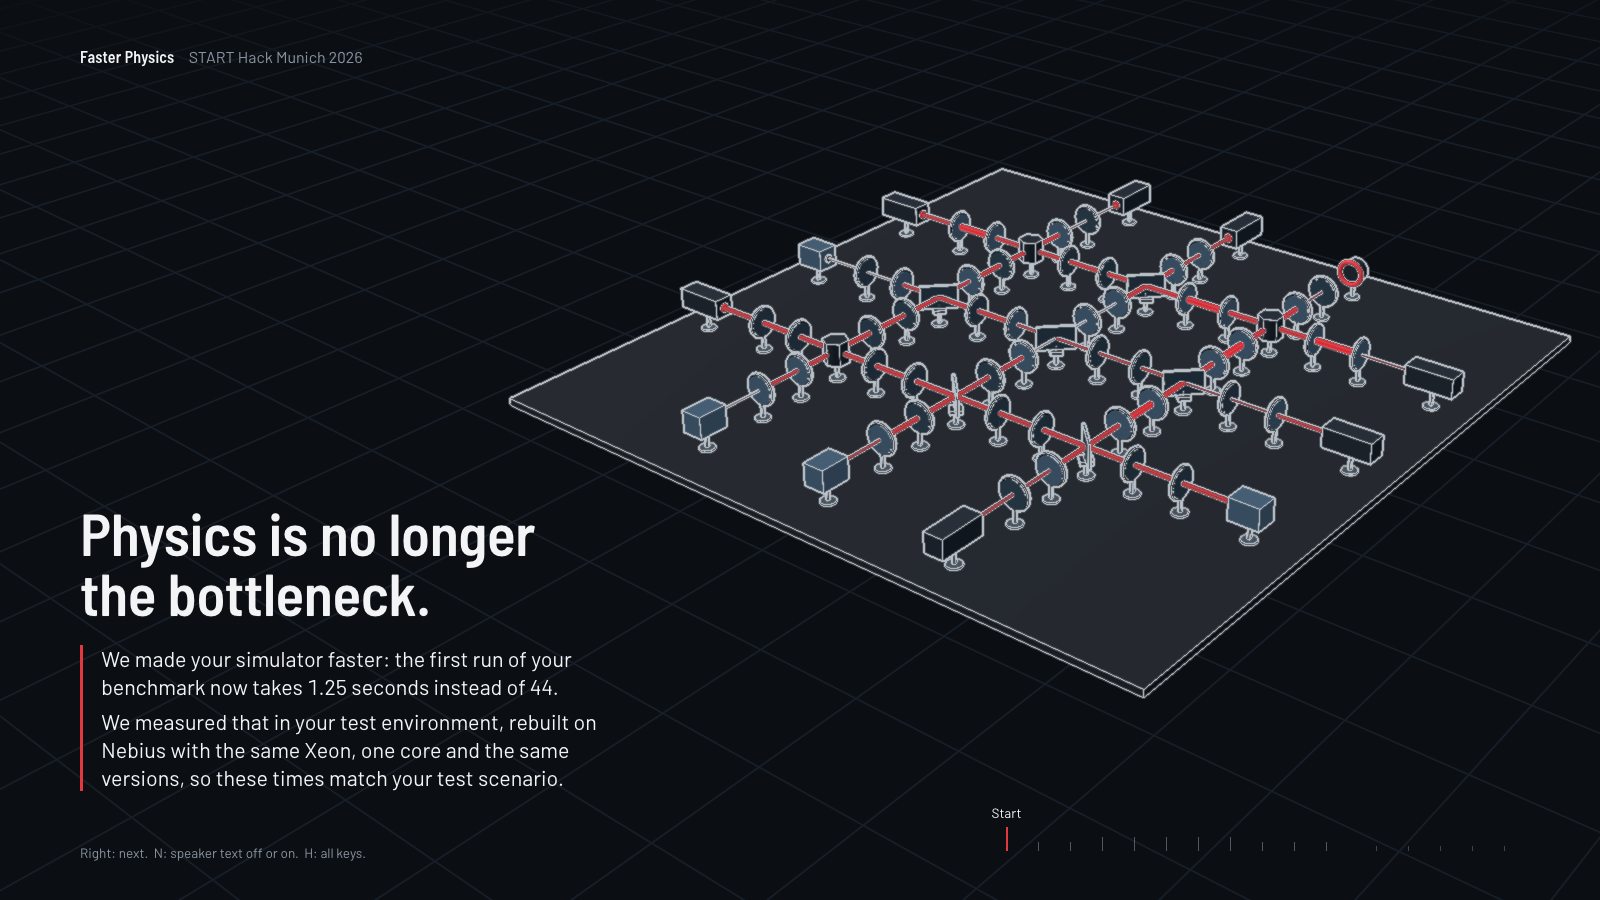 Faster Physics START Hack Munich 2026
Physics is no longer
the bottleneck.
We made your simulator faster: the first run of your
benchmark now takes 1.25 seconds instead of 44.
We measured that in your test environment, rebuilt on
Nebius with the same Xeon, one core and the same
versions, so these times match your test scenario.
Start
Right: next. N: speaker text off or on. H: all keys.